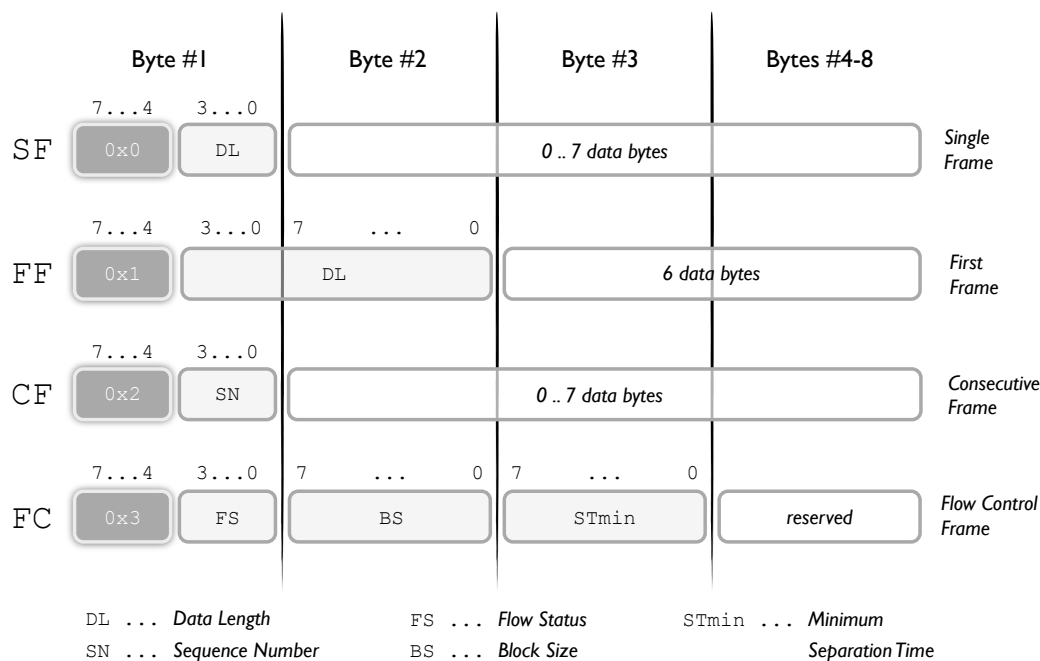 Byte #1 Byte #2 Byte #3 Bytes #4-8
7...4 3...0
SF 0x0 DL 0 .. 7 data bytes Single
Frame
7...4 3...0 7 ... 0
FF 0x1 DL 6 data bytes First
Frame
7...4 3...0
CF 0x2 SN 0 .. 7 data bytes Consecutive
Frame
7...4 3...0 7 ... 0 7 ... 0
FC 0x3 FS BS STmin reserved Flow Control
Frame
DL ... Data Length FS ... Flow Status STmin ... Minimum
SN ... Sequence Number BS ... Block Size Separation Time